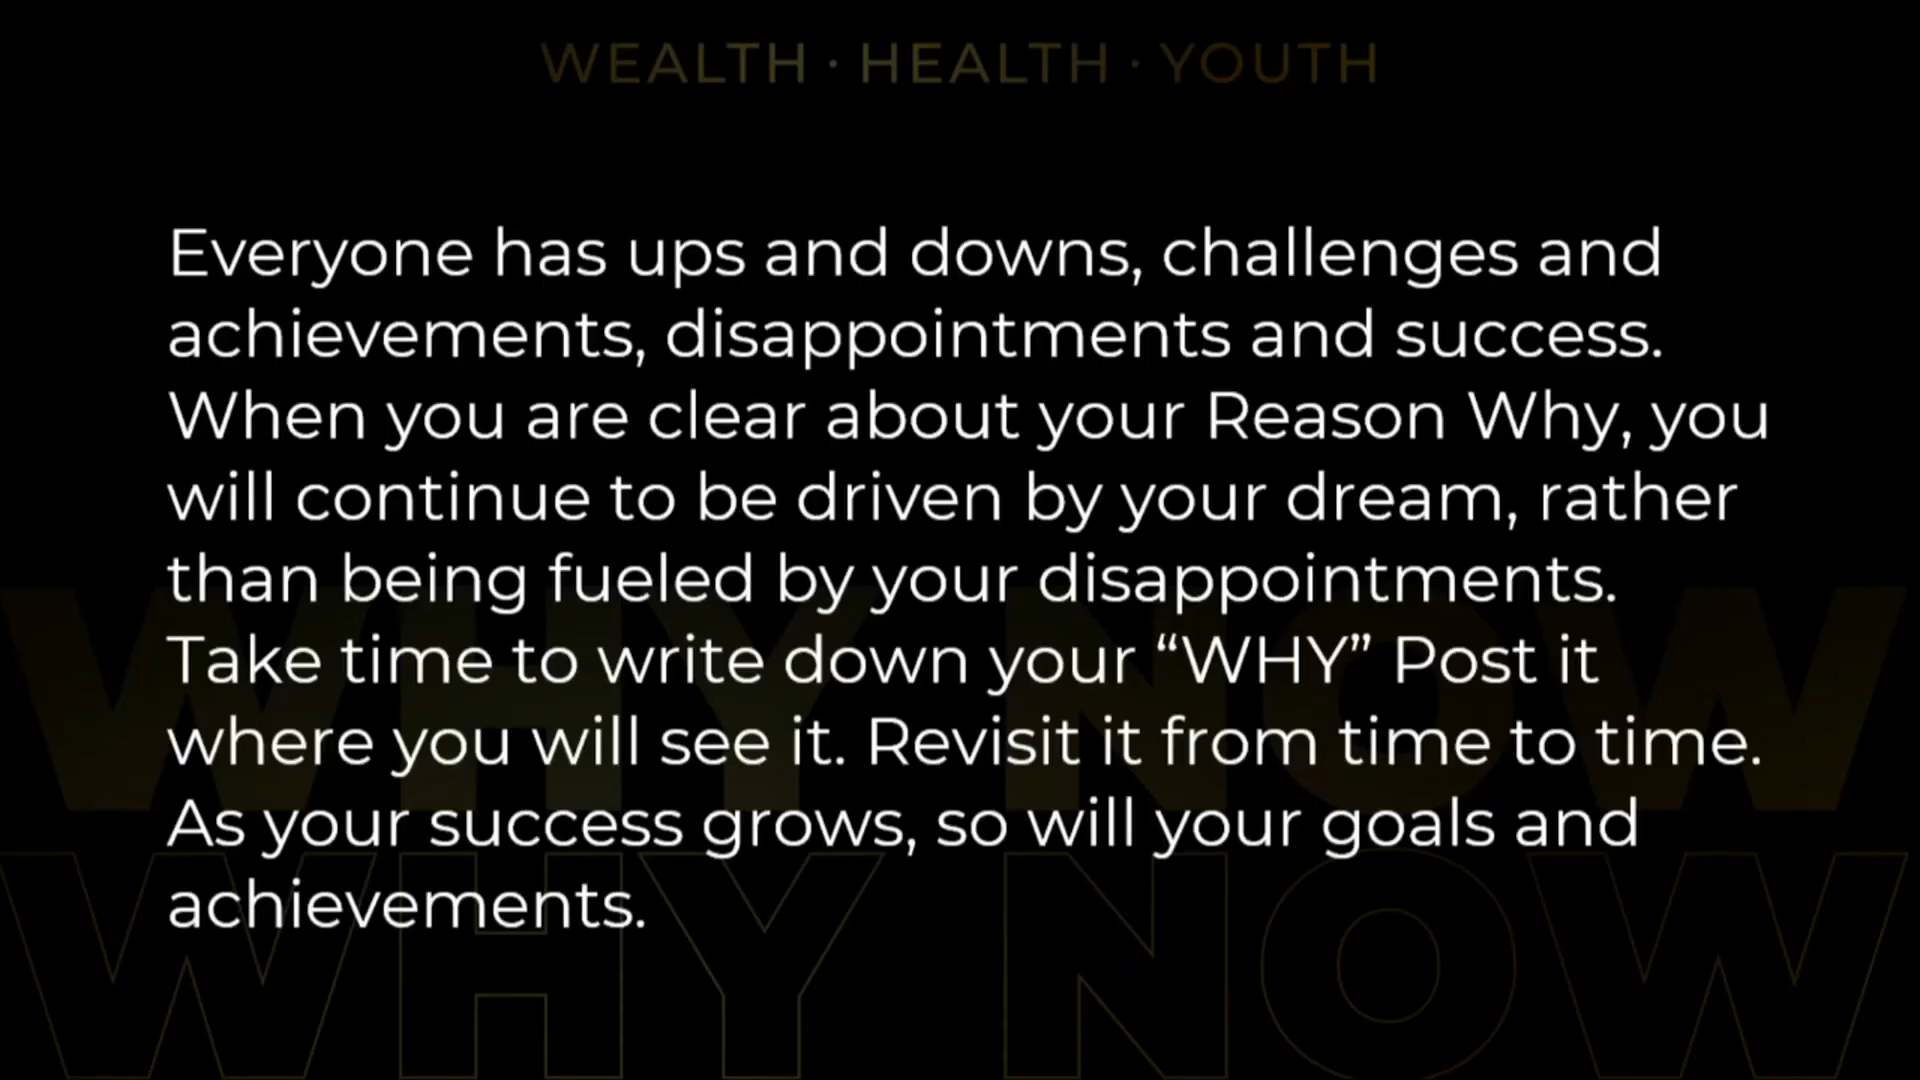 WEALTH · HEALTH · YOUTH
Everyone has ups and downs, challenges and
achievements, disappointments and success.
When you are clear about your Reason Why, you
will continue to be driven by your dream, rather
than being fueled by your disappointments.
Take time to write down your “WHY” Post it
where you will see it. Revisit it from time to time.
As your success grows, so will your goals and
achievements.
WHY NOW
WHY NOW